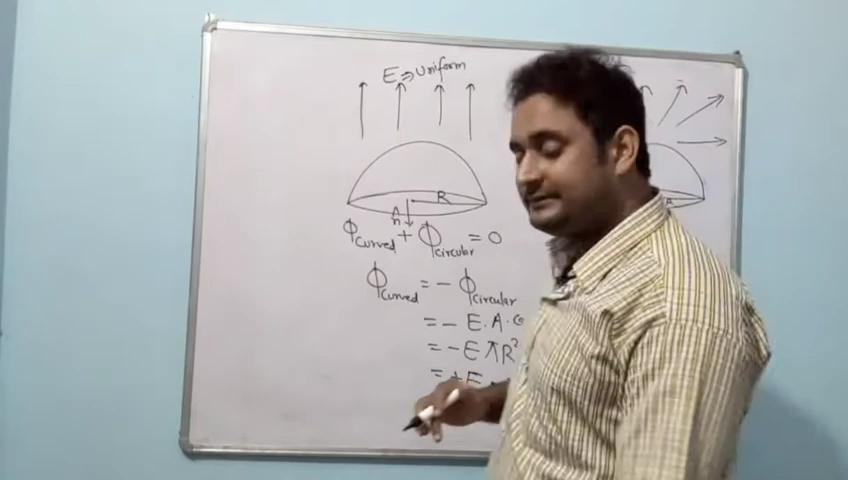 E ⇒ Uniform
R
n̂
R
Φcurved + Φcircular = 0
Φcurved = - Φcircular
= - E.A.
= - E πR²
= + E